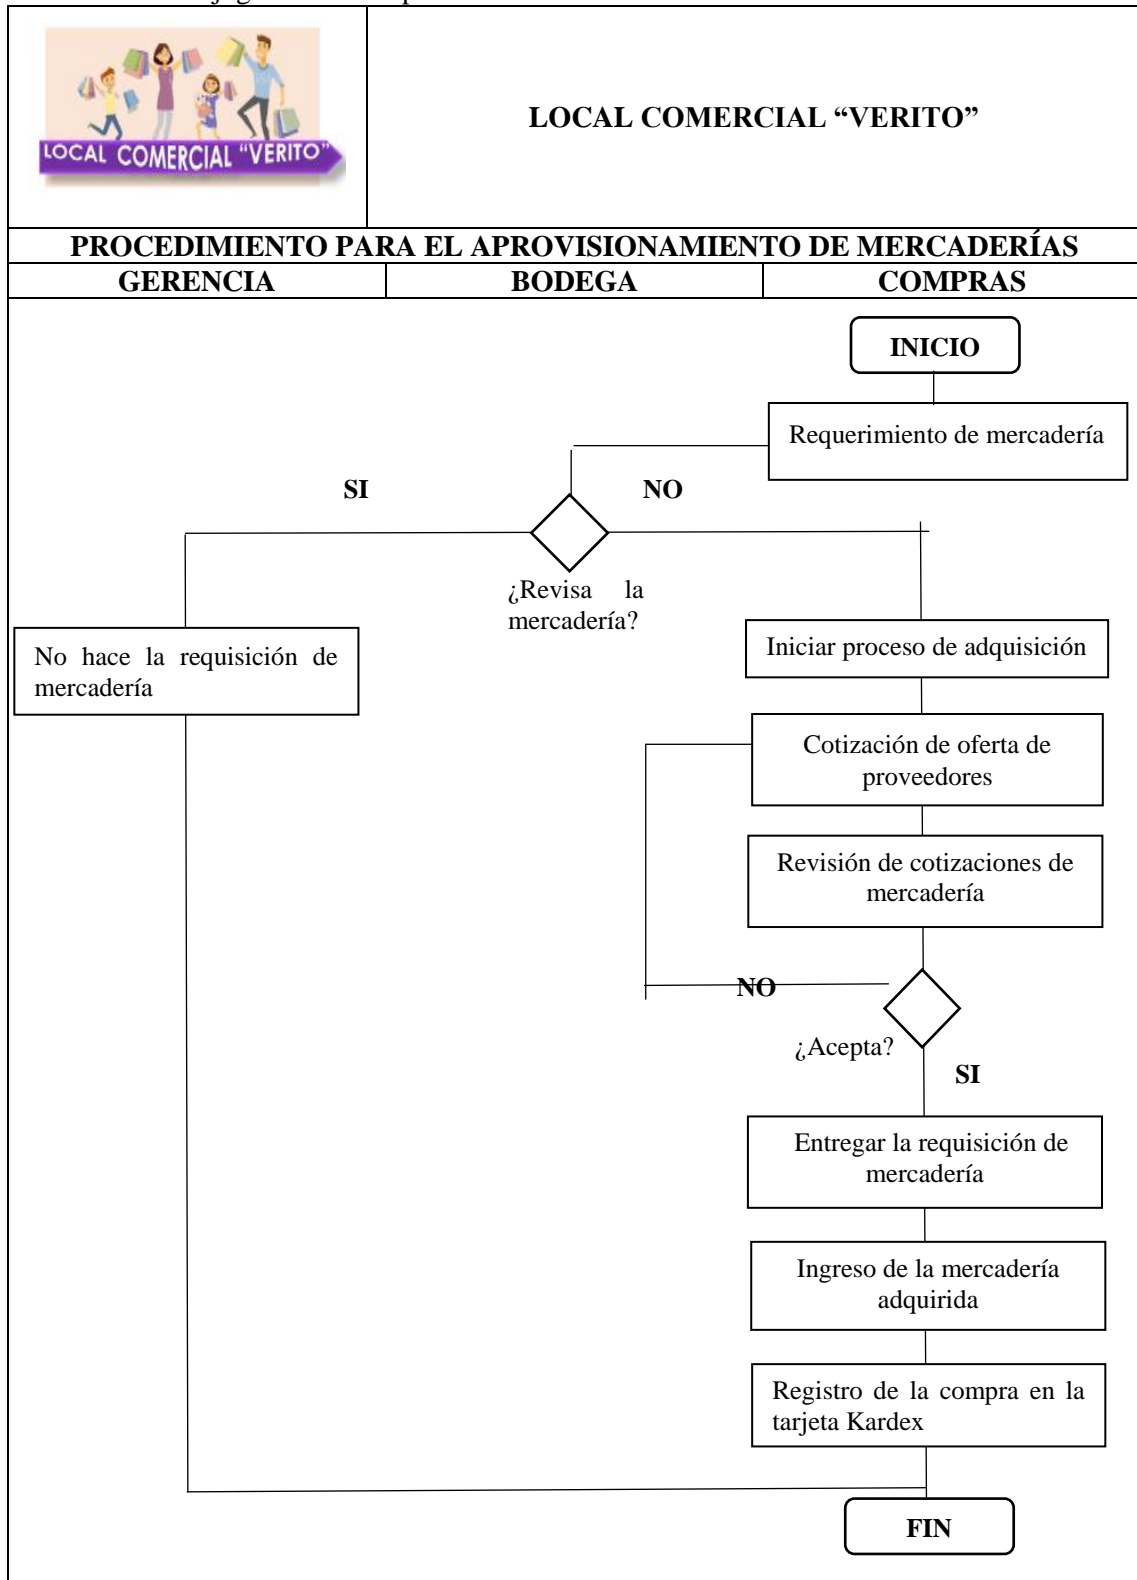 LOCAL COMERCIAL "VERITO"
LOCAL COMERCIAL “VERITO”
PROCEDIMIENTO PARA EL APROVISIONAMIENTO DE MERCADERÍAS
GERENCIA
BODEGA
COMPRAS
INICIO
Requerimiento de mercadería
SI
NO
¿Revisa la
mercadería?
No hace la requisición de
mercadería
Iniciar proceso de adquisición
Cotización de oferta de
proveedores
Revisión de cotizaciones de
mercadería
NO
¿Acepta?
SI
Entregar la requisición de
mercadería
Ingreso de la mercadería
adquirida
Registro de la compra en la
tarjeta Kardex
FIN